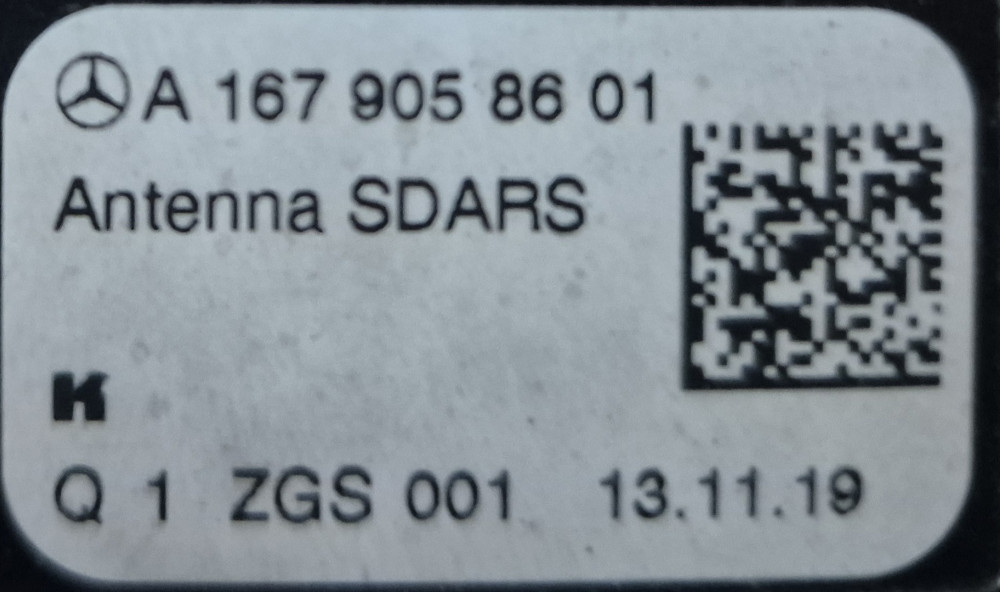 A 167 905 86 01
Antenna SDARS
K
Q 1 ZGS 001 13.11.19